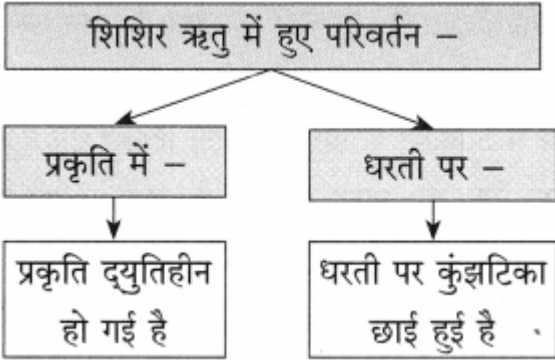 शिशिर ऋतु में हुए परिवर्तन –
प्रकृति में –
धरती पर –
प्रकृति द्‌युतिहीन
हो गई है
धरती पर कुंझटिका
छाई हुई है